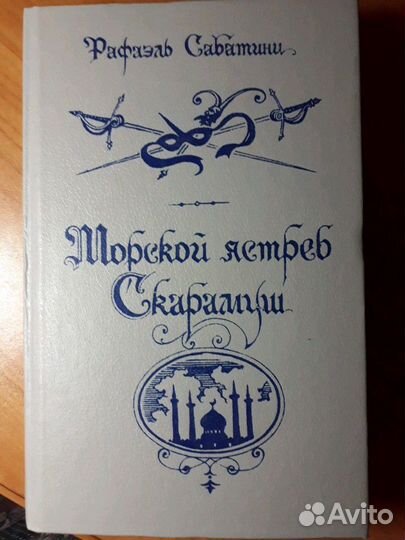 Рафаэль Сабатини
Морской ястреб
Скарамуш
Avito